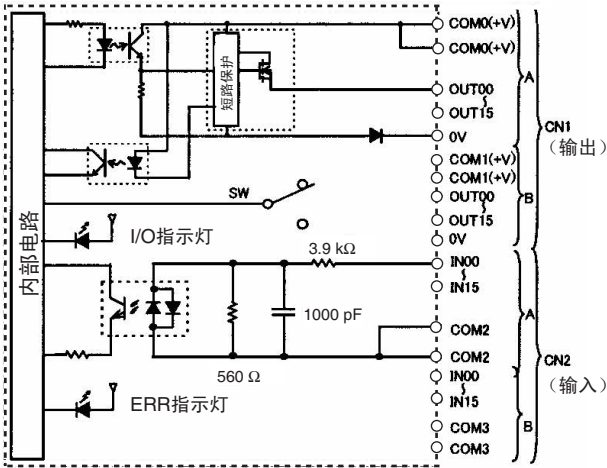 COM0(+V)
COM0(+V)
OUT00
OUT15
0V
A
CN1
(输出)
短路保护
COM1(+V)
COM1(+V)
OUT00
OUT15
0V
B
SW
内部电路
I/O指示灯
3.9 kΩ
IN00
IN15
1000 pF
A
COM2
COM2
CN2
(输入)
560 Ω
IN00
IN15
ERR指示灯
COM3
COM3
B